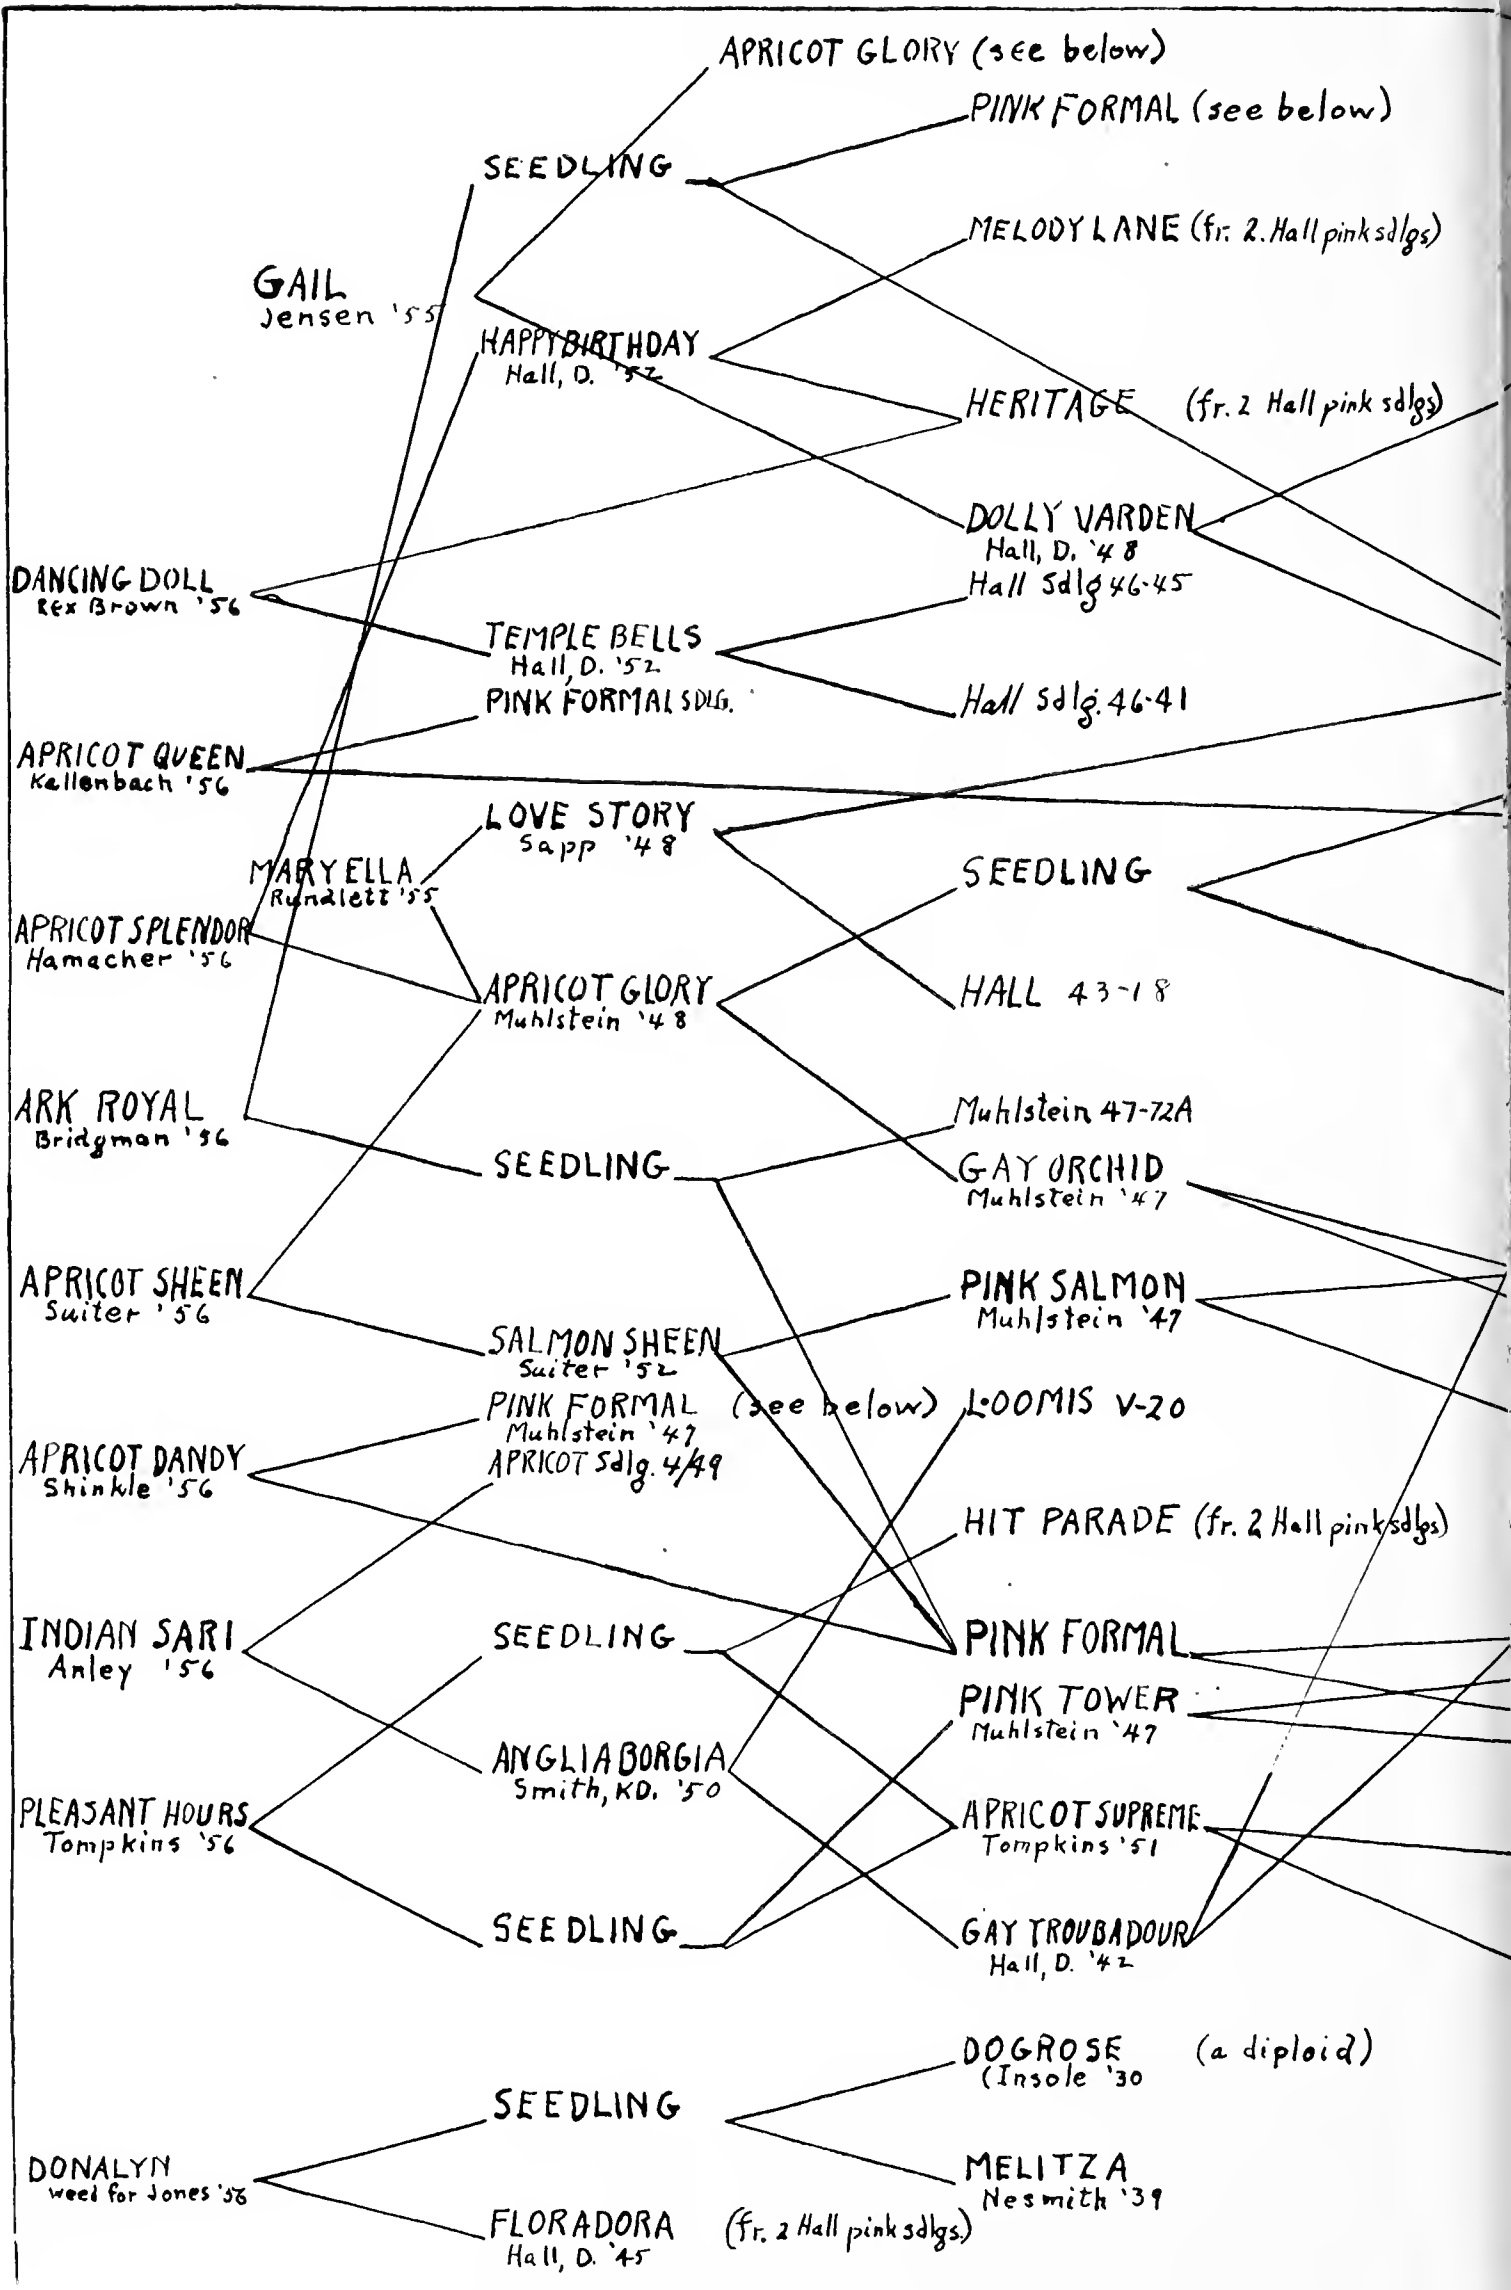 APRICOT GLORY (see below)
PINK FORMAL (see below)
SEEDLING
MELODY LANE (fr. 2. Hall pink sdlgs)
GAIL
Jensen '55
HAPPY BIRTHDAY
Hall, D. '52
HERITAGE (fr. 2 Hall pink sdlgs)
DOLLY VARDEN
Hall, D. '48
DANCING DOLL
Rex Brown '56
Hall Sdlg 46-45
TEMPLE BELLS
Hall, D. '52
PINK FORMAL SDLG.
Hall Sdlg. 46-41
APRICOT QUEEN
Kallenbach '56
LOVE STORY
Sapp '48
MARY ELLA
Rundlett '55
SEEDLING
APRICOT SPLENDOR
Hamacher '56
APRICOT GLORY
Muhlstein '48
HALL 43-18
ARK ROYAL
Bridgman '56
Muhlstein 47-72A
SEEDLING
GAY ORCHID
Muhlstein '47
APRICOT SHEEN
Suiter '56
PINK SALMON
Muhlstein '47
SALMON SHEEN
Suiter '52
PINK FORMAL (see below)
Muhlstein '47
LOOMIS V-20
APRICOT DANDY
Shinkle '56
APRICOT Sdlg. 4/49
HIT PARADE (fr. 2 Hall pink sdlgs)
INDIAN SARI
Anley '56
SEEDLING
PINK FORMAL
PINK TOWER
Muhlstein '47
ANGLIA BORGIA
Smith, KD. '50
PLEASANT HOURS
Tompkins '56
APRICOT SUPREME
Tompkins '51
SEEDLING
GAY TROUBADOUR
Hall, D. '42
DOGROSE (a diploid)
(Insole '30
SEEDLING
MELITZA
Nesmith '39
DONALYN
Weed for Jones '56
FLORADORA (fr. 2 Hall pink sdlgs.)
Hall, D. '45